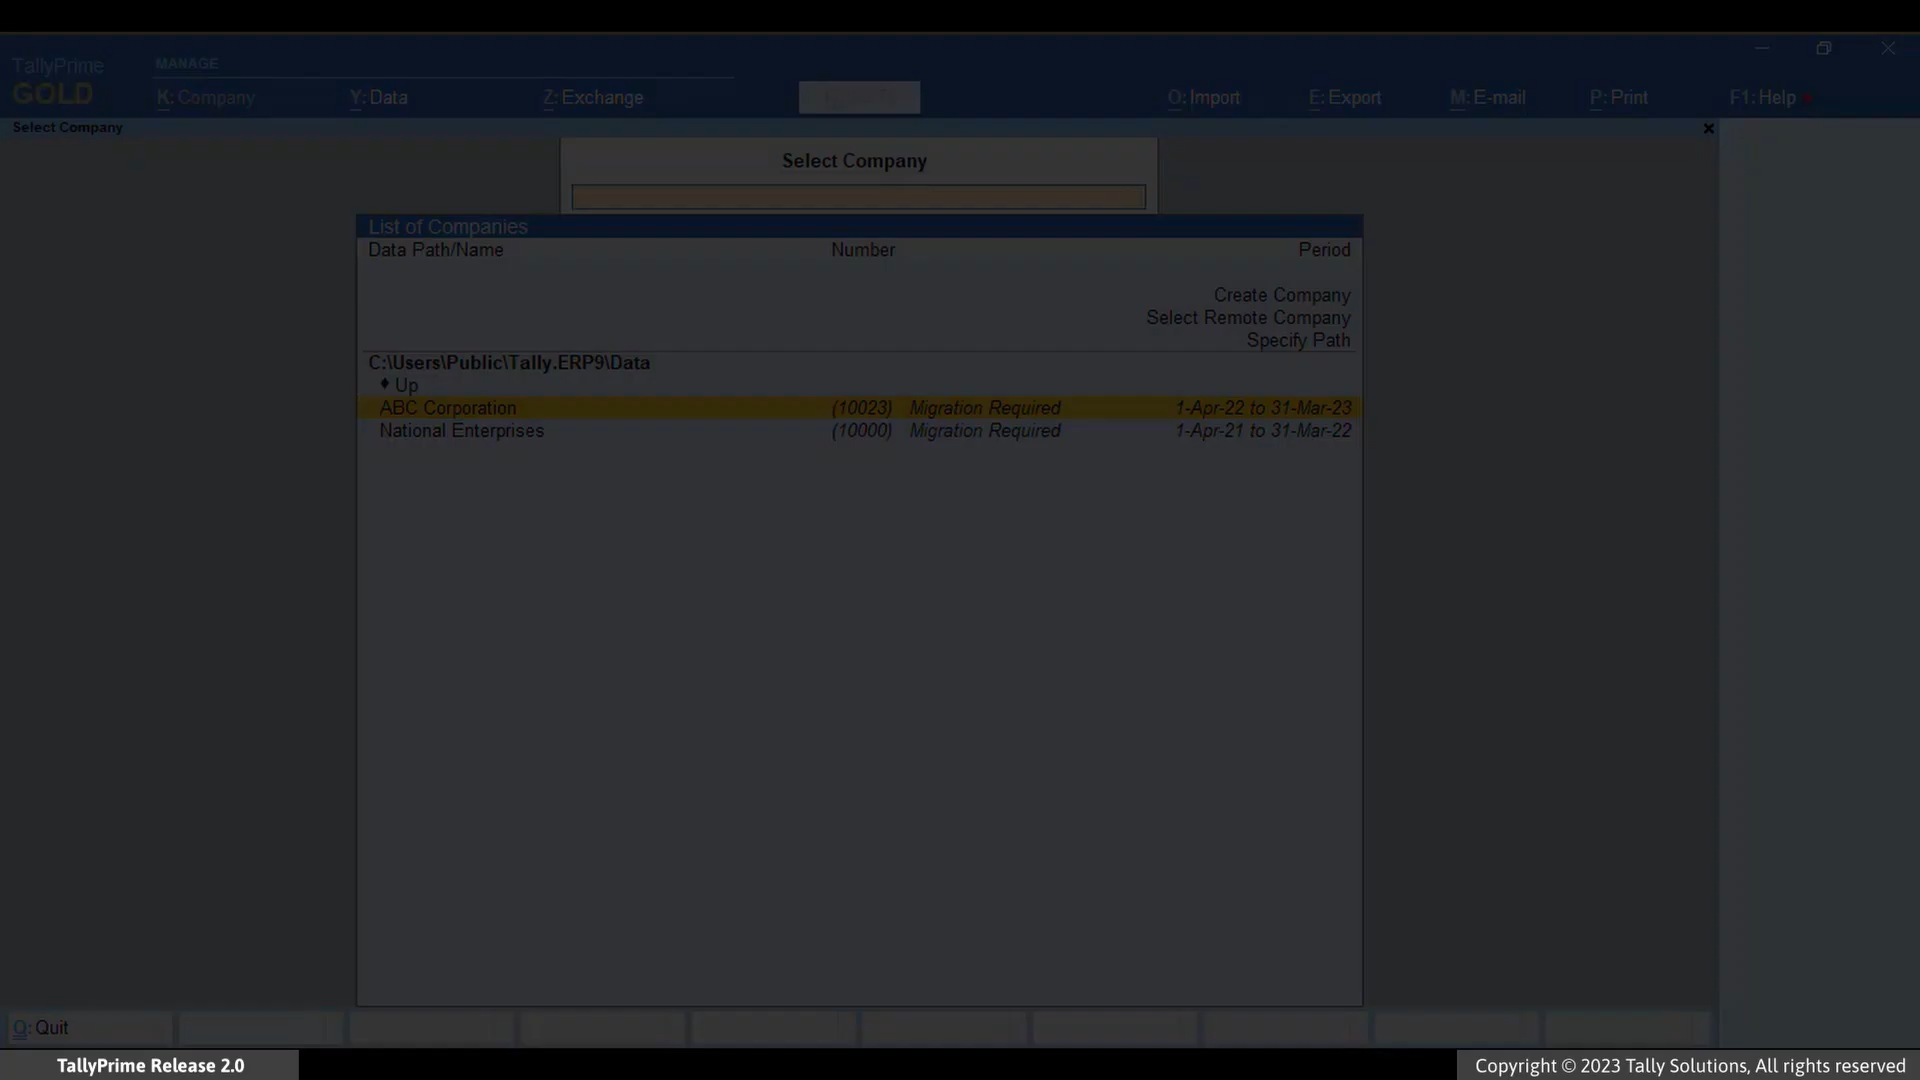 TallyPrime
GOLD
MANAGE
K: Company Y: Data Z: Exchange O: Import E: Export M: E-mail P: Print F1: Help
Select Company
Select Company
List of Companies
Data Path/Name Number Period
Create Company
Select Remote Company
Specify Path
C:\Users\Public\Tally.ERP9\Data
♦ Up
ABC Corporation (10023) Migration Required 1-Apr-22 to 31-Mar-23
National Enterprises (10000) Migration Required 1-Apr-21 to 31-Mar-22
Q: Quit
TallyPrime Release 2.0
Copyright © 2023 Tally Solutions, All rights reserved